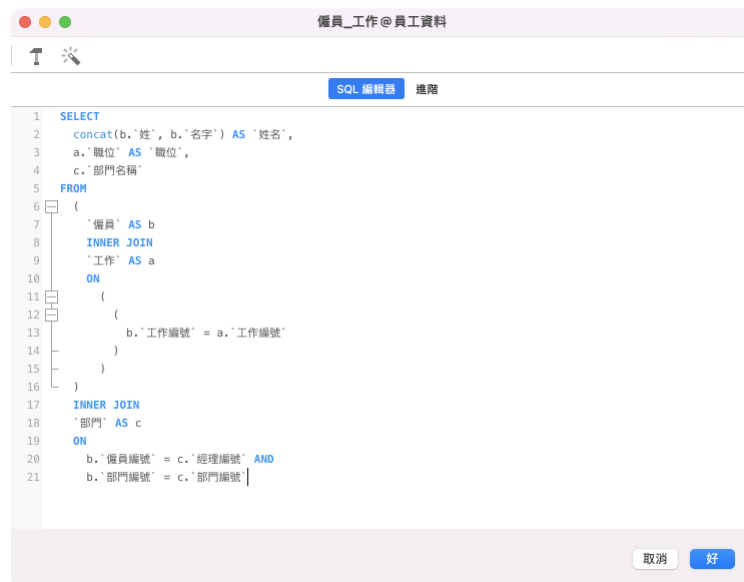 僱員_工作@員工資料
SQL 編輯器 進階
1 SELECT
2 concat(b.`姓`, b.`名字`) AS `姓名`,
3 a.`職位` AS `職位`,
4 c.`部門名稱`
5 FROM
6 (
7 `僱員` AS b
8 INNER JOIN
9 `工作` AS a
10 ON
11 (
12 (
13 b.`工作編號` = a.`工作編號`
14 )
15 )
16 )
17 INNER JOIN
18 `部門` AS c
19 ON
20 b.`僱員編號` = c.`經理編號` AND
21 b.`部門編號` = c.`部門編號`
取消 好